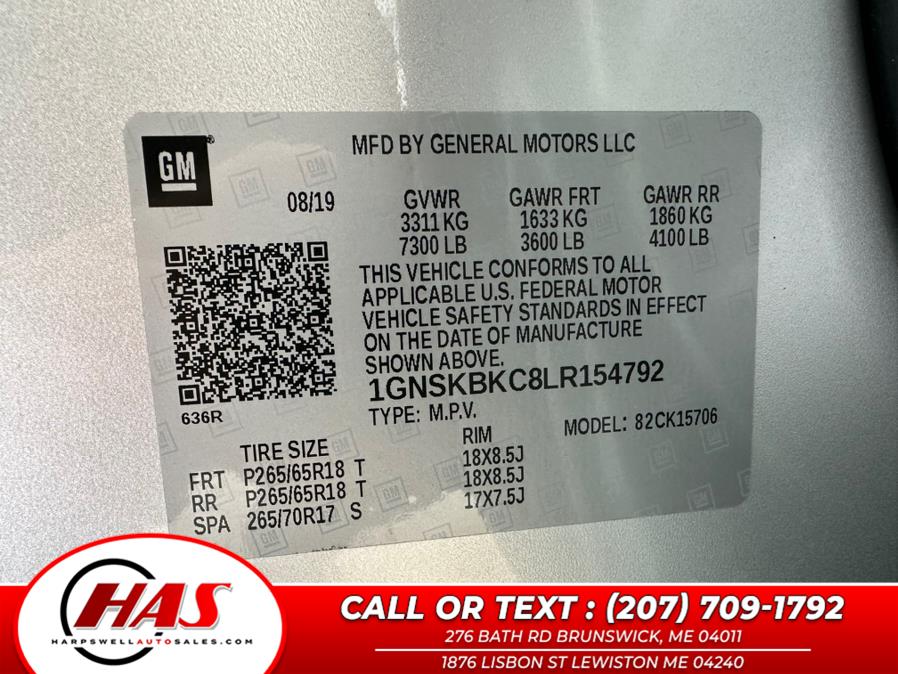 GM
MFD BY GENERAL MOTORS LLC
08/19
GVWR GAWR FRT GAWR RR
3311 KG 1633 KG 1860 KG
7300 LB 3600 LB 4100 LB
THIS VEHICLE CONFORMS TO ALL
APPLICABLE U.S. FEDERAL MOTOR
VEHICLE SAFETY STANDARDS IN EFFECT
ON THE DATE OF MANUFACTURE
SHOWN ABOVE.
1GNSKBKC8LR154792
636R
TYPE: M.P.V. MODEL: 82CK15706
TIRE SIZE RIM
FRT P265/65R18 T 18X8.5J
RR P265/65R18 T 18X8.5J
SPA 265/70R17 S 17X7.5J
HAS
HARPSWELLAUTOSALES.COM
CALL OR TEXT : (207) 709-1792
276 BATH RD BRUNSWICK, ME 04011
1876 LISBON ST LEWISTON ME 04240